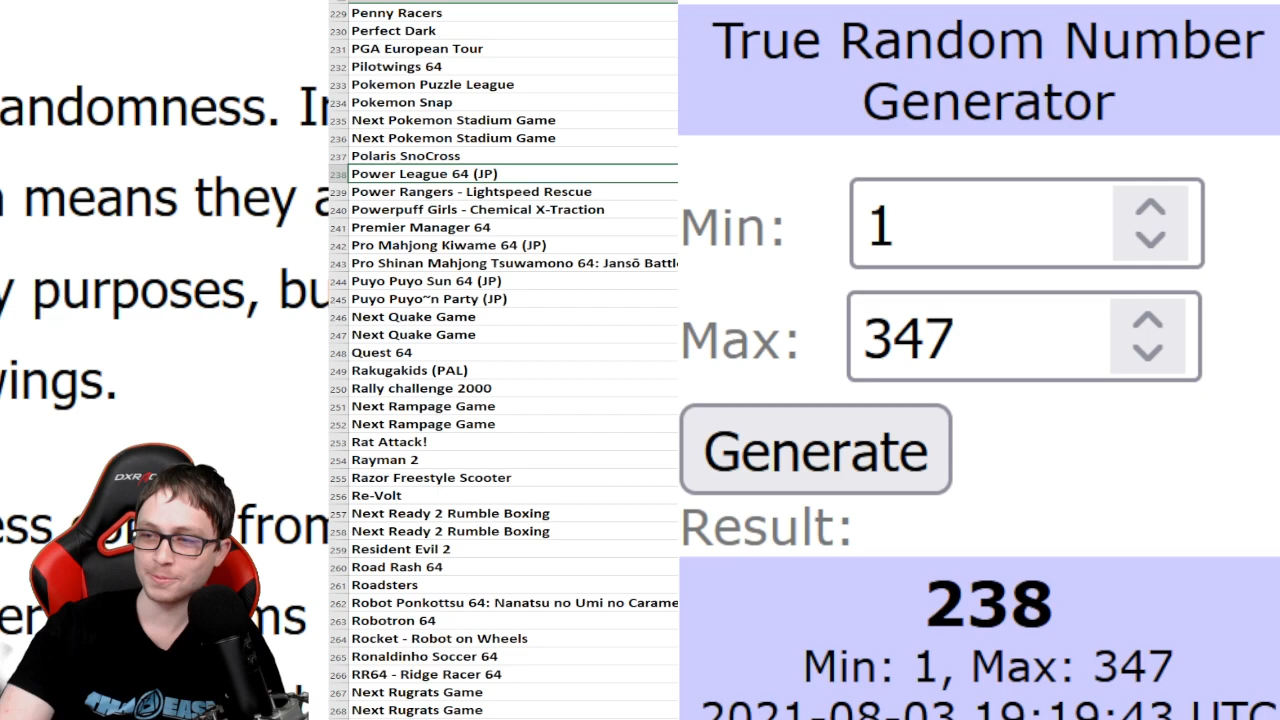 andomness. I
means they a
y purposes, bu
wings.
ess
from
ms
DXR
229 Penny Racers
230 Perfect Dark
231 PGA European Tour
232 Pilotwings 64
233 Pokemon Puzzle League
234 Pokemon Snap
235 Next Pokemon Stadium Game
236 Next Pokemon Stadium Game
237 Polaris SnoCross
238 Power League 64 (JP)
239 Power Rangers - Lightspeed Rescue
240 Powerpuff Girls - Chemical X-Traction
241 Premier Manager 64
242 Pro Mahjong Kiwame 64 (JP)
243 Pro Shinan Mahjong Tsuwamono 64: Jansō Battl
244 Puyo Puyo Sun 64 (JP)
245 Puyo Puyo~n Party (JP)
246 Next Quake Game
247 Next Quake Game
248 Quest 64
249 Rakugakids (PAL)
250 Rally challenge 2000
251 Next Rampage Game
252 Next Rampage Game
253 Rat Attack!
254 Rayman 2
255 Razor Freestyle Scooter
256 Re-Volt
257 Next Ready 2 Rumble Boxing
258 Next Ready 2 Rumble Boxing
259 Resident Evil 2
260 Road Rash 64
261 Roadsters
262 Robot Ponkottsu 64: Nanatsu no Umi no Carame
263 Robotron 64
264 Rocket - Robot on Wheels
265 Ronaldinho Soccer 64
266 RR64 - Ridge Racer 64
267 Next Rugrats Game
268 Next Rugrats Game
True Random Number
Generator
Min: 1
Max: 347
Generate
Result:
238
Min: 1, Max: 347
2021-08-03 19:19:43 UTC